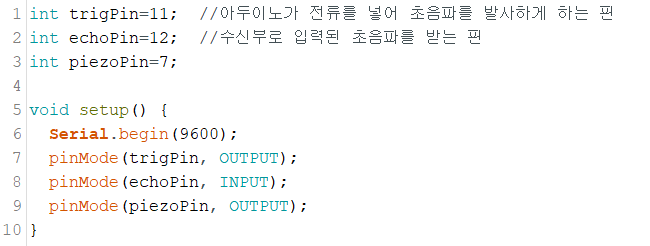 1 int trigPin=11;  //아두이노가 전류를 넣어 초음파를 발사하게 하는 핀
2 int echoPin=12;  //수신부로 입력된 초음파를 받는 핀
3 int piezoPin=7;
4
5 void setup() {
6   Serial.begin(9600);
7   pinMode(trigPin, OUTPUT);
8   pinMode(echoPin, INPUT);
9   pinMode(piezoPin, OUTPUT);
10 }